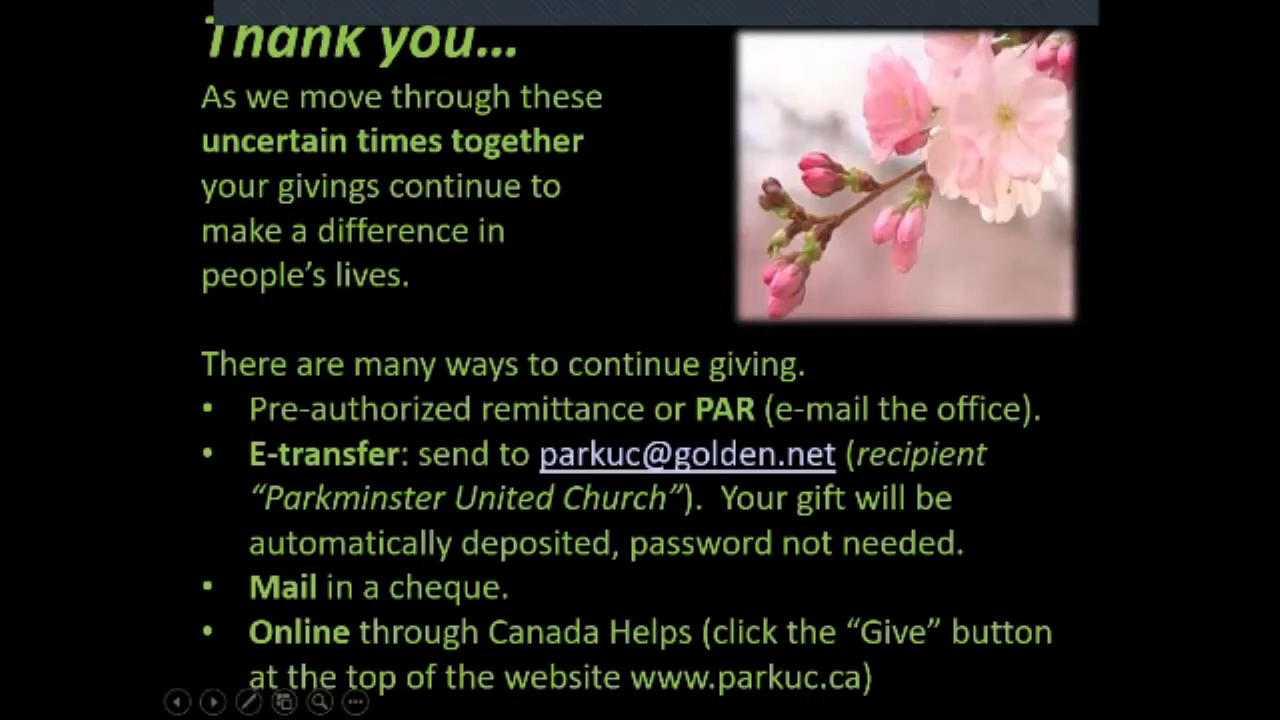 Thank you...
As we move through these
uncertain times together
your givings continue to
make a difference in
people's lives.
There are many ways to continue giving.
• Pre-authorized remittance or PAR (e-mail the office).
• E-transfer: send to parkuc@golden.net (recipient
“Parkminster United Church”).  Your gift will be
automatically deposited, password not needed.
• Mail in a cheque.
• Online through Canada Helps (click the “Give” button
at the top of the website www.parkuc.ca)